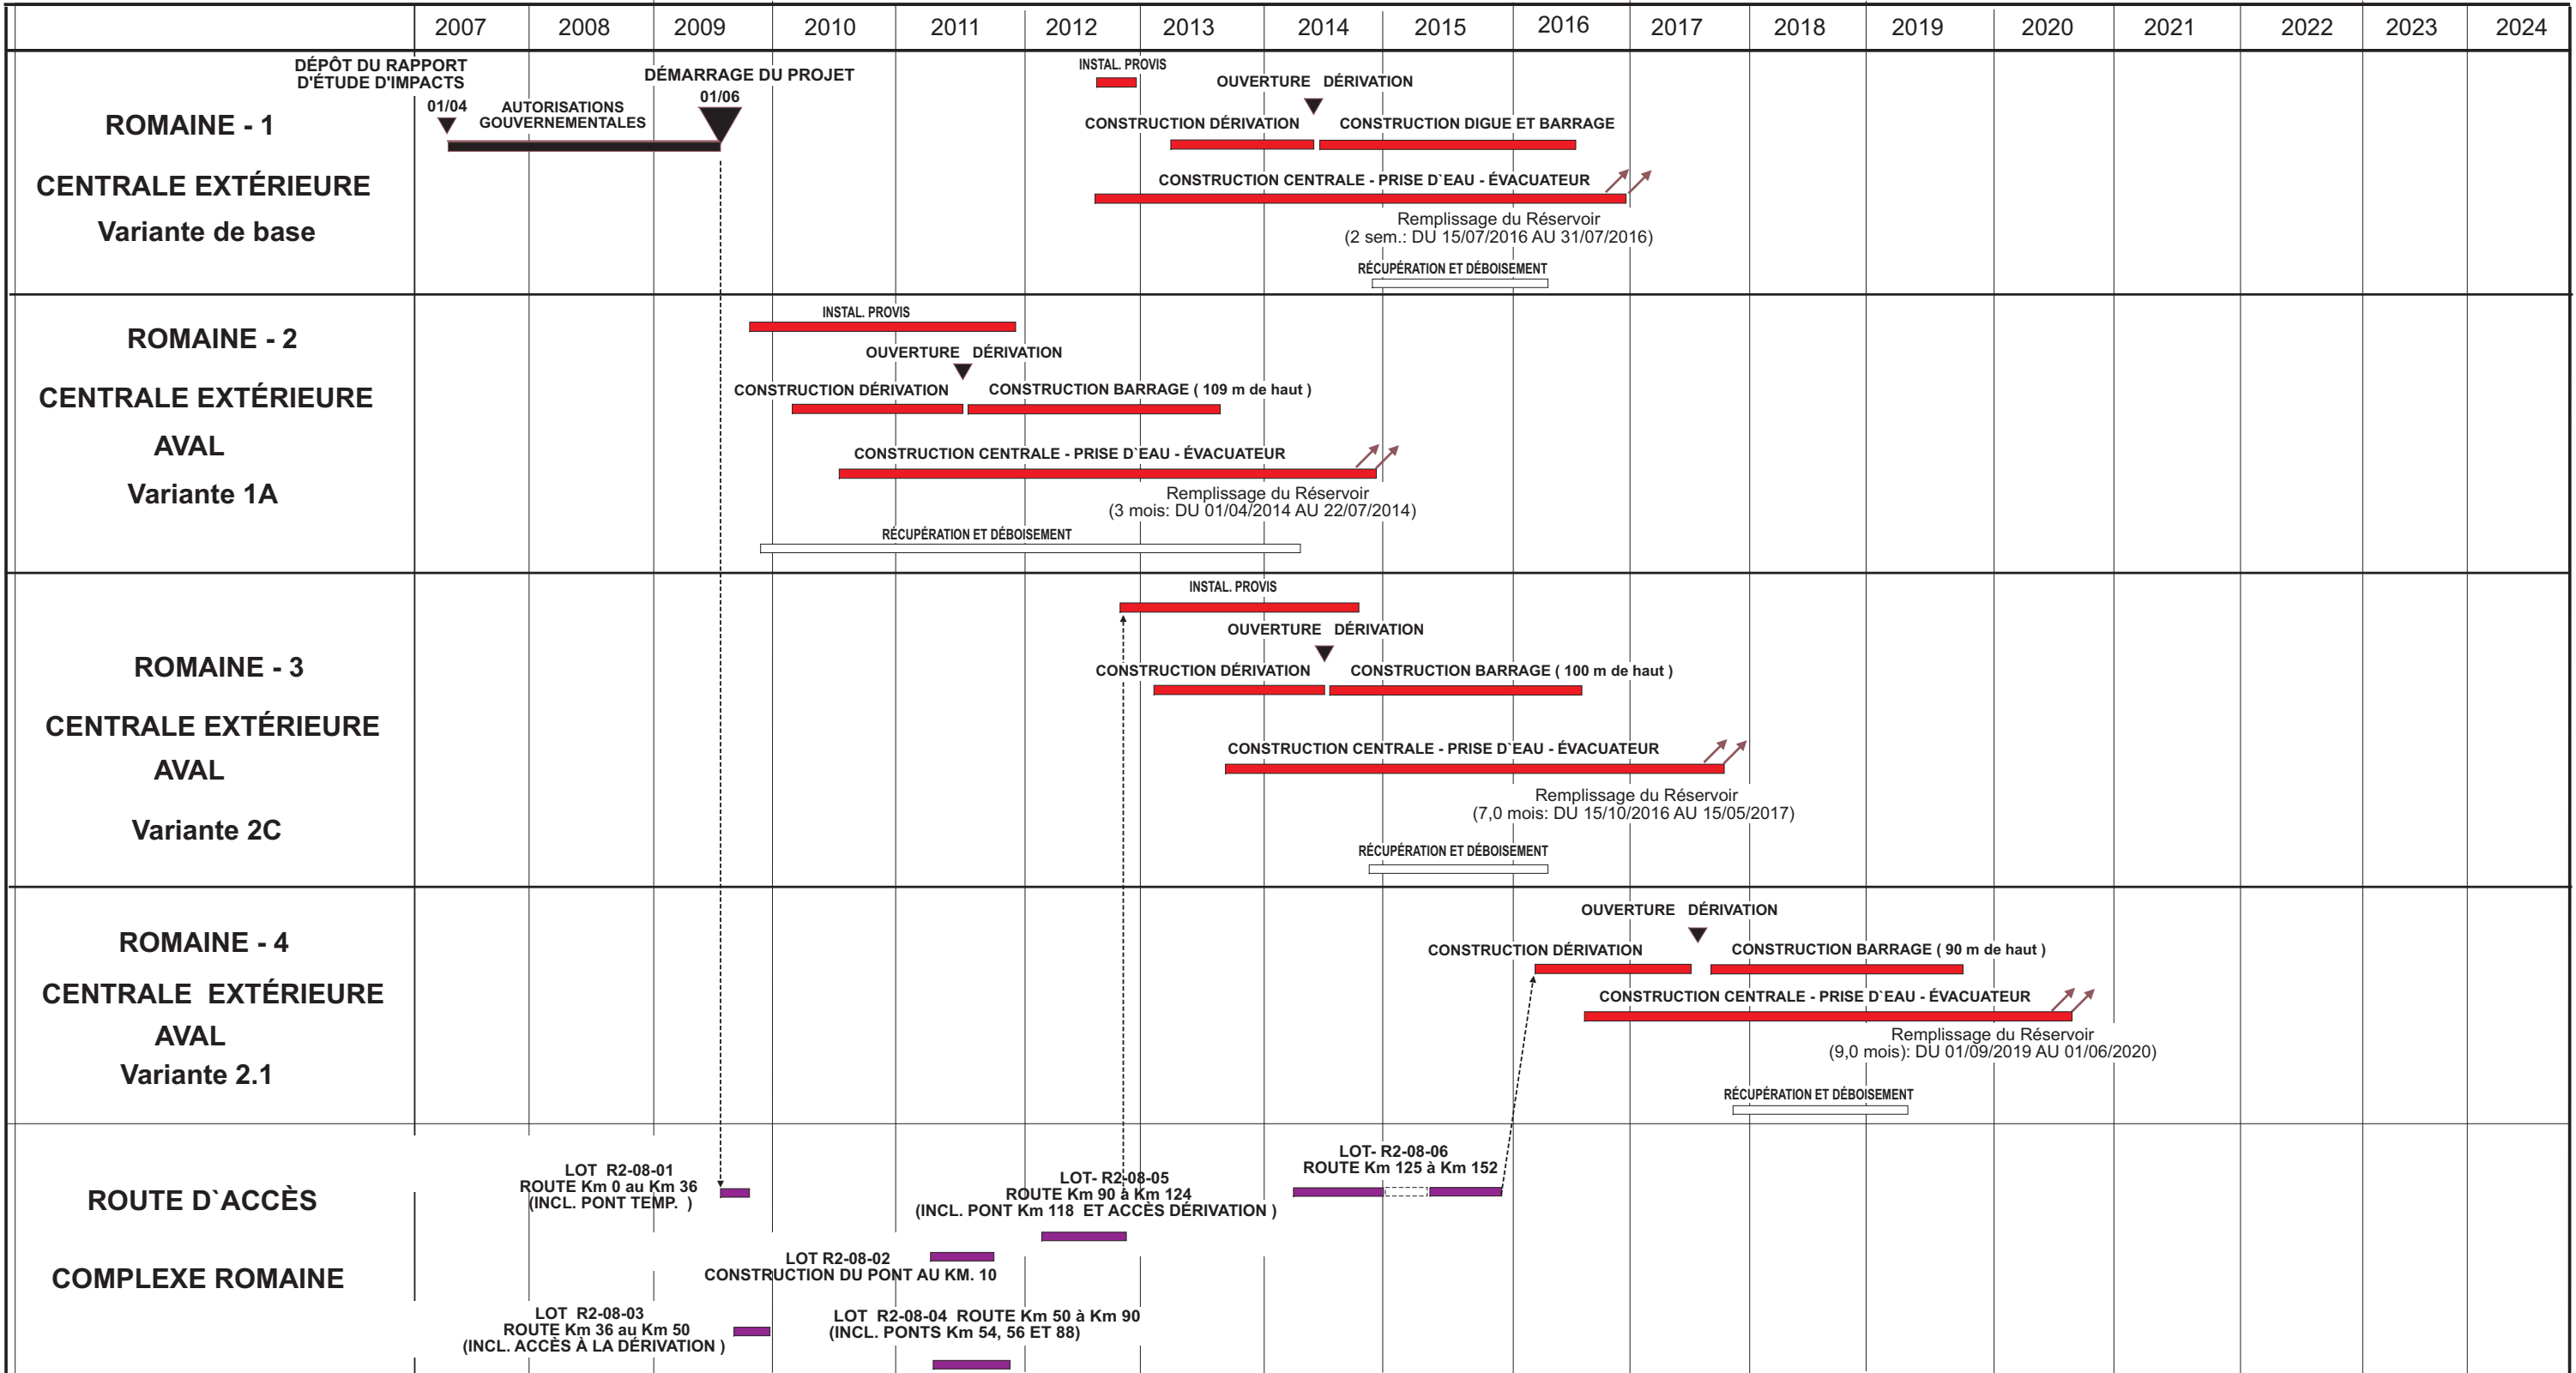 2007 2008 2009 2010 2011 2012 2013 2014 2015 2016 2017 2018 2019 2020 2021 2022 2023 2024
ROMAINE - 1
CENTRALE EXTÉRIEURE
Variante de base
DÉPÔT DU RAPPORT
D'ÉTUDE D'IMPACTS
01/04
AUTORISATIONS
GOUVERNEMENTALES
DÉMARRAGE DU PROJET
01/06
INSTAL. PROVIS
OUVERTURE DÉRIVATION
CONSTRUCTION DÉRIVATION
CONSTRUCTION DIGUE ET BARRAGE
CONSTRUCTION CENTRALE - PRISE D`EAU - ÉVACUATEUR
Remplissage du Réservoir
(2 sem.: DU 15/07/2016 AU 31/07/2016)
RÉCUPÉRATION ET DÉBOISEMENT
ROMAINE - 2
CENTRALE EXTÉRIEURE
AVAL
Variante 1A
INSTAL. PROVIS
OUVERTURE DÉRIVATION
CONSTRUCTION DÉRIVATION
CONSTRUCTION BARRAGE ( 109 m de haut )
CONSTRUCTION CENTRALE - PRISE D`EAU - ÉVACUATEUR
Remplissage du Réservoir
(3 mois: DU 01/04/2014 AU 22/07/2014)
RÉCUPÉRATION ET DÉBOISEMENT
ROMAINE - 3
CENTRALE EXTÉRIEURE
AVAL
Variante 2C
INSTAL. PROVIS
OUVERTURE DÉRIVATION
CONSTRUCTION DÉRIVATION
CONSTRUCTION BARRAGE ( 100 m de haut )
CONSTRUCTION CENTRALE - PRISE D`EAU - ÉVACUATEUR
Remplissage du Réservoir
(7,0 mois: DU 15/10/2016 AU 15/05/2017)
RÉCUPÉRATION ET DÉBOISEMENT
ROMAINE - 4
CENTRALE EXTÉRIEURE
AVAL
Variante 2.1
OUVERTURE DÉRIVATION
CONSTRUCTION DÉRIVATION
CONSTRUCTION BARRAGE ( 90 m de haut )
CONSTRUCTION CENTRALE - PRISE D`EAU - ÉVACUATEUR
Remplissage du Réservoir
(9,0 mois): DU 01/09/2019 AU 01/06/2020)
RÉCUPÉRATION ET DÉBOISEMENT
ROUTE D`ACCÈS
COMPLEXE ROMAINE
LOT R2-08-01
ROUTE Km 0 au Km 36
(INCL. PONT TEMP. )
LOT- R2-08-05
ROUTE Km 90 à Km 124
(INCL. PONT Km 118 ET ACCÈS DÉRIVATION )
LOT- R2-08-06
ROUTE Km 125 à Km 152
LOT R2-08-02
CONSTRUCTION DU PONT AU KM. 10
LOT R2-08-03
ROUTE Km 36 au Km 50
(INCL. ACCÈS À LA DÉRIVATION )
LOT R2-08-04 ROUTE Km 50 à Km 90
(INCL. PONTS Km 54, 56 ET 88)